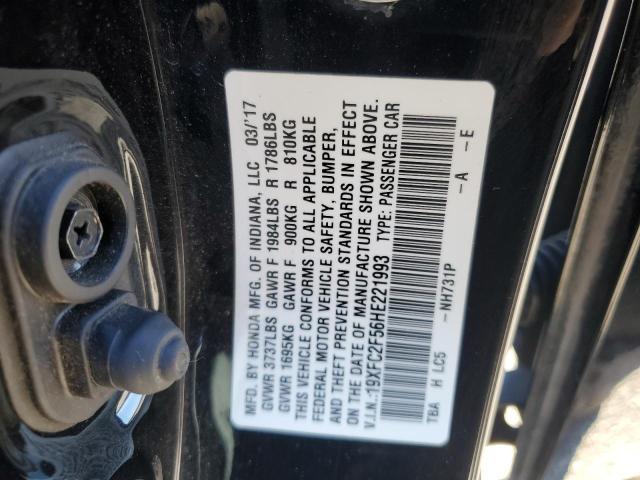 MFD. BY HONDA MFG. OF INDIANA, LLC 03/'17
GVWR 3737LBS GAWR F 1984LBS R 1786LBS
GVWR 1695KG GAWR F 900KG R 810KG
THIS VEHICLE CONFORMS TO ALL APPLICABLE
FEDERAL MOTOR VEHICLE SAFETY, BUMPER,
AND THEFT PREVENTION STANDARDS IN EFFECT
ON THE DATE OF MANUFACTURE SHOWN ABOVE.
V.I.N.:19XFC2F56HE221993 TYPE: PASSENGER CAR
TBA H LC5 -NH731P -A -E